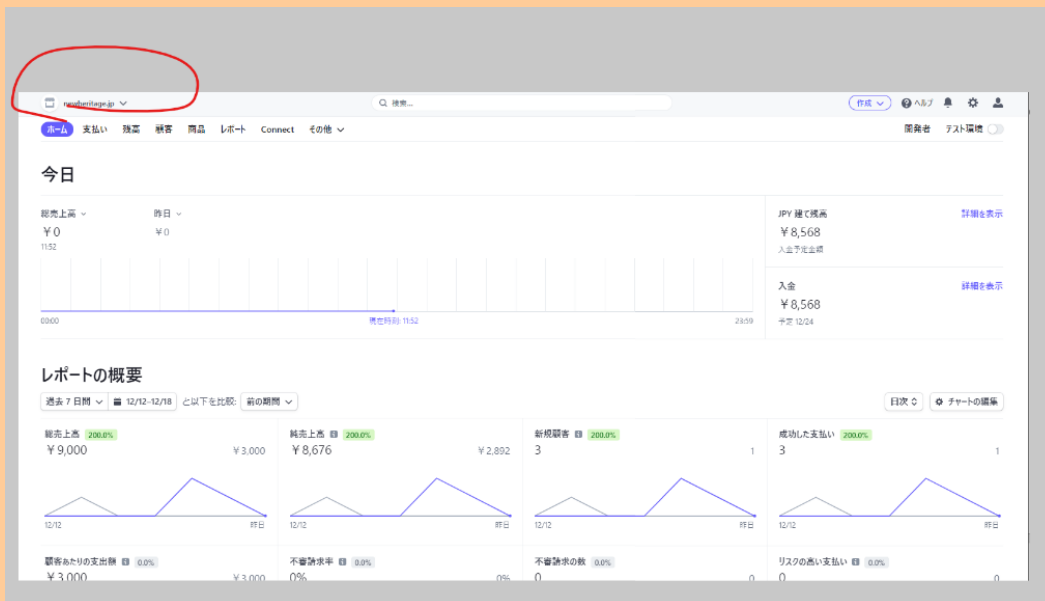 newheritage.jp
検索...
作成
ヘルプ
ホーム 支払い 残高 顧客 商品 レポート Connect その他
開発者 テスト環境
今日
総売上高 昨日
¥0 ¥0
11:52
00:00 現在時刻: 11:52 23:59
JPY 建て残高 詳細を表示
¥8,568
入金予定金額
入金 詳細を表示
¥8,568
予定 12/24
レポートの概要
過去 7 日間 12/12–12/18 と以下を比較: 前の期間
日次 チャートの編集
総売上高 200.0%
¥9,000 ¥3,000
12/12 昨日
純売上高 200.0%
¥8,676 ¥2,892
12/12 昨日
新規顧客 200.0%
3 1
12/12 昨日
成功した支払い 200.0%
3 1
12/12 昨日
顧客あたりの支出額 0.0%
¥3,000 ¥3,000
不審請求率 0.0%
0% 0%
不審請求の数 0.0%
0 0
リスクの高い支払い 0.0%
0 0